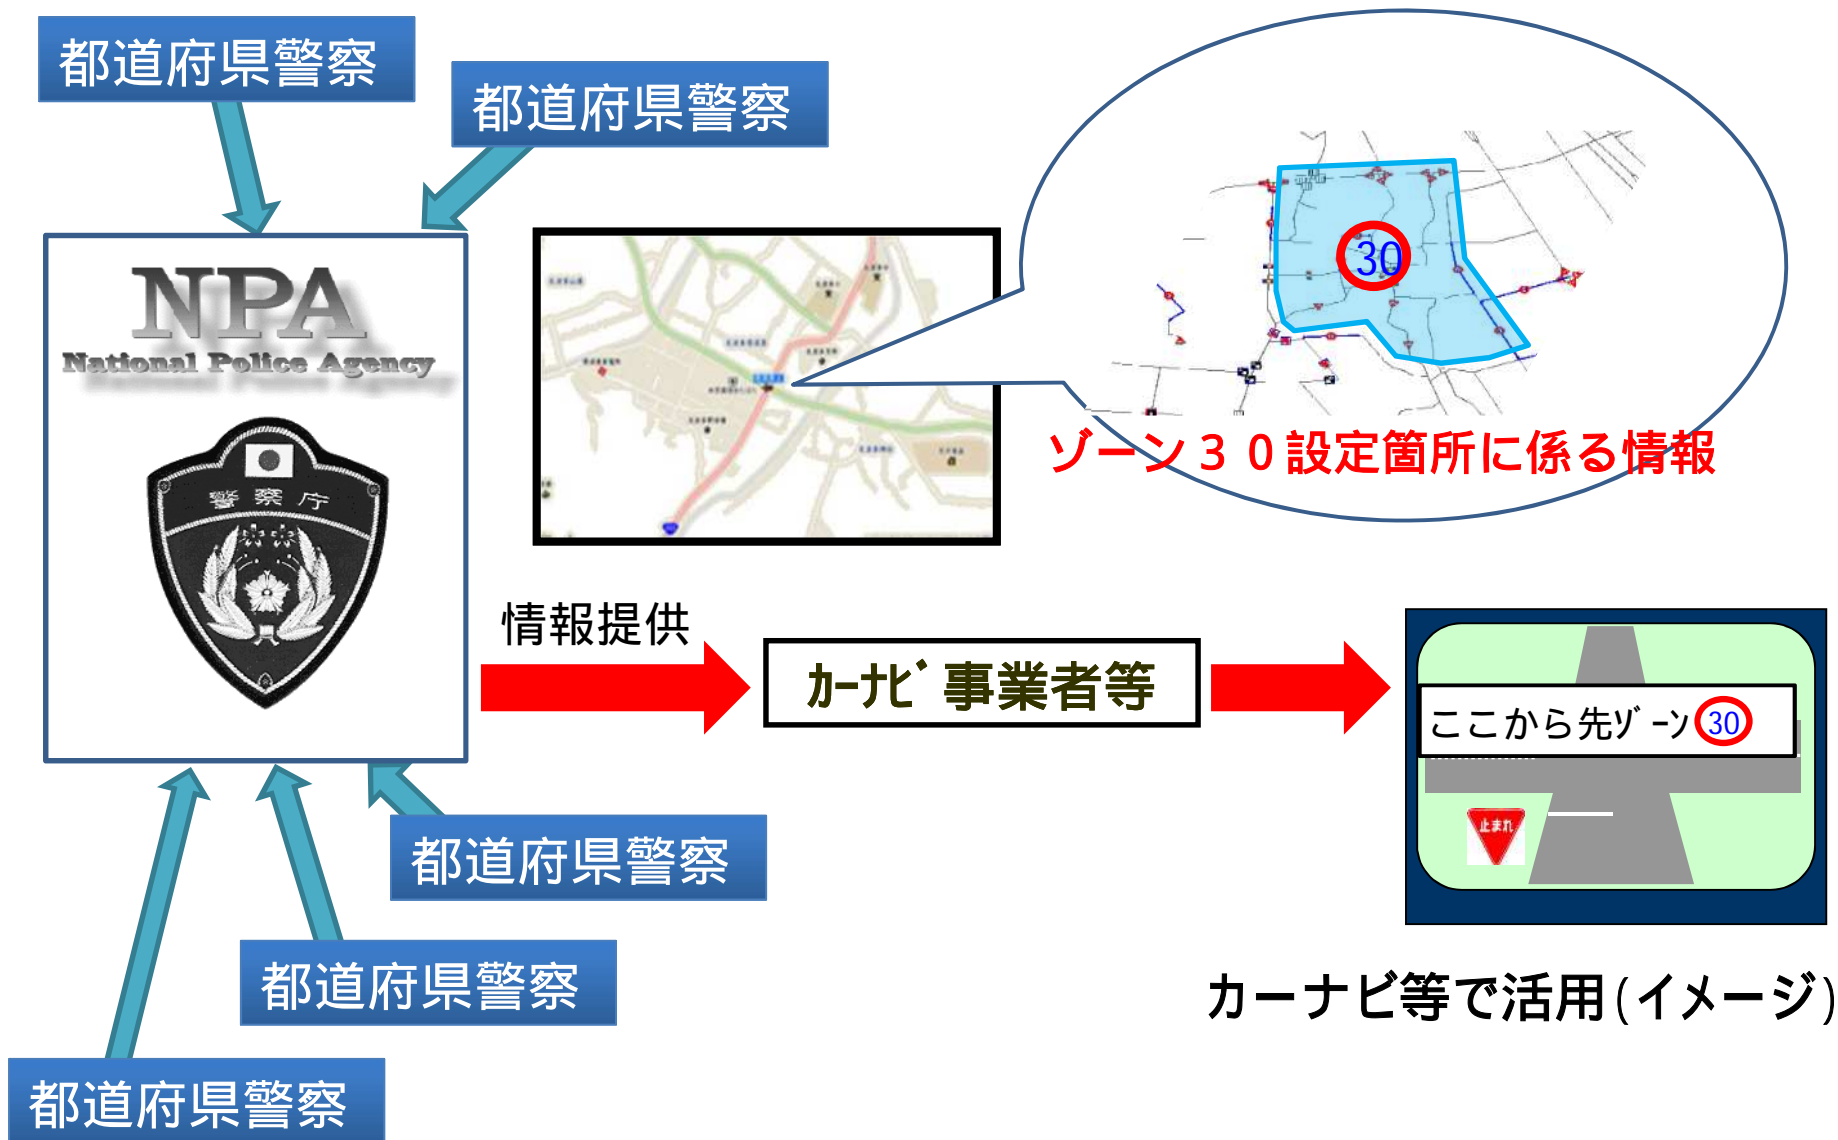 都道府県警察
都道府県警察
NPA
National Police Agency
警察庁
30
ゾーン30設定箇所に係る情報
情報提供
ｶｰﾅﾋﾞ事業者等
ここから先ｿﾞｰﾝ30
止まれ
都道府県警察
都道府県警察
カーナビ等で活用(イメージ)
都道府県警察